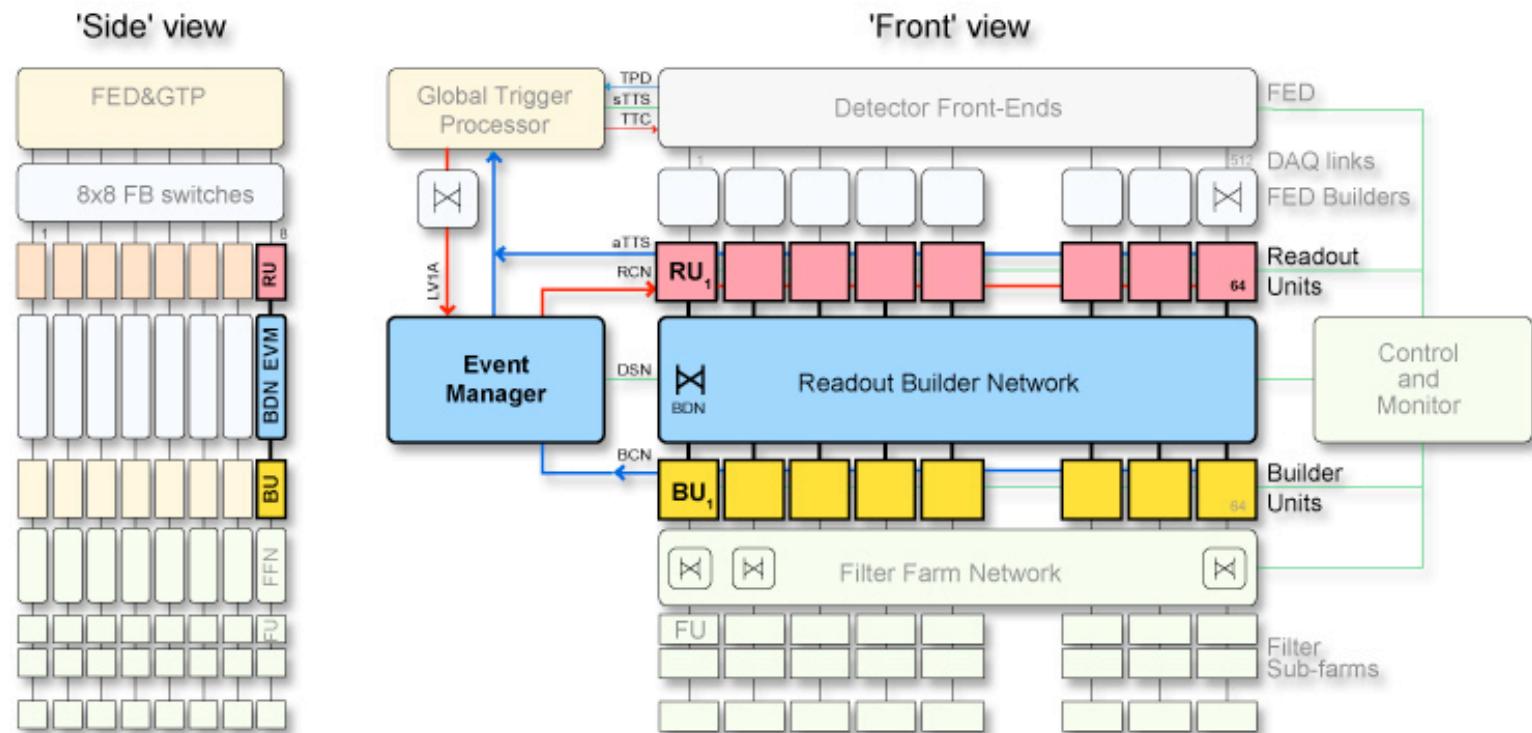 'Side' view
'Front' view
FED&GTP
8x8 FB switches
1
8
RU
BDN EVM
BU
FFN
FU
Global Trigger
Processor
TPD
sTTS
TTC
Detector Front-Ends
FED
1
512
DAQ links
FED Builders
LV1A
aTTS
RCN
RU1
64
Readout
Units
Event
Manager
DSN
BDN
Readout Builder Network
Control
and
Monitor
BCN
BU1
64
Builder
Units
Filter Farm Network
FU
Filter
Sub-farms